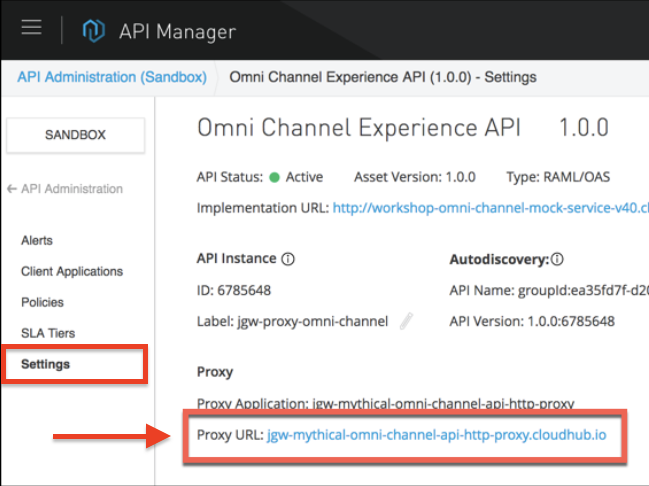 API Manager
API Administration (Sandbox) Omni Channel Experience API (1.0.0) - Settings
SANDBOX
← API Administration
Alerts
Client Applications
Policies
SLA Tiers
Settings
Omni Channel Experience API 1.0.0
API Status: Active Asset Version: 1.0.0 Type: RAML/OAS
Implementation URL: http://workshop-omni-channel-mock-service-v40.cl
API Instance Autodiscovery:
ID: 6785648 API Name: groupId:ea35fd7f-d20
Label: jgw-proxy-omni-channel API Version: 1.0.0:6785648
Proxy
Proxy Application: jgw-mythical-omni-channel-api-http-proxy
Proxy URL: jgw-mythical-omni-channel-api-http-proxy.cloudhub.io